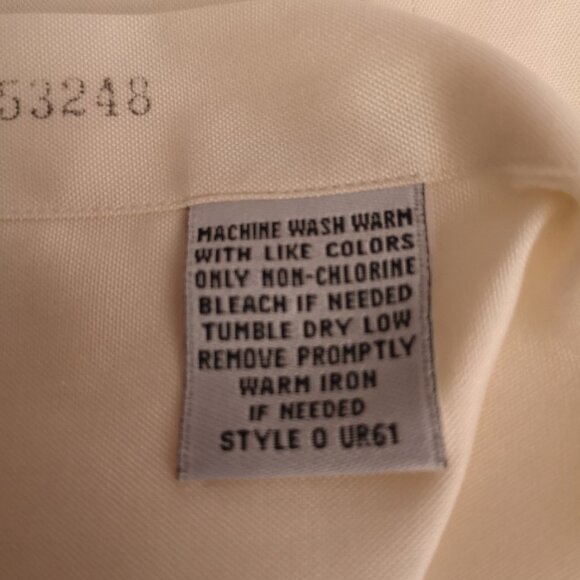 53248
MACHINE WASH WARM
WITH LIKE COLORS
ONLY NON-CHLORINE
BLEACH IF NEEDED
TUMBLE DRY LOW
REMOVE PROMPTLY
WARM IRON
IF NEEDED
STYLE 0 UR61